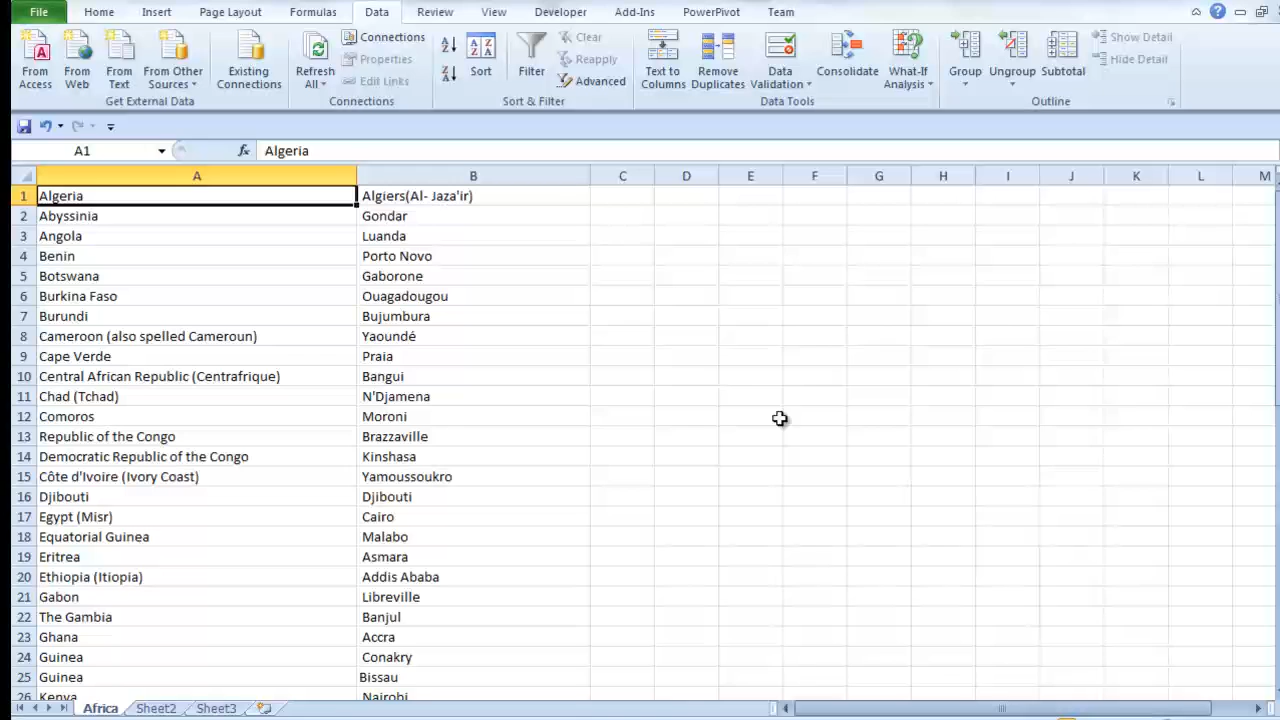 File Home Insert Page Layout Formulas Data Review View Developer Add-Ins PowerPivot Team
From Access From Web From Text From Other Sources Existing Connections Refresh All Connections Properties Edit Links Sort Filter Clear Reapply Advanced Text to Columns Remove Duplicates Data Validation Consolidate What-If Analysis Group Ungroup Subtotal Show Detail Hide Detail
Get External Data Connections Sort & Filter Data Tools Outline
A1 fx Algeria
A B C D E F G H I J K L M
1 Algeria Algiers(Al- Jaza'ir)
2 Abyssinia Gondar
3 Angola Luanda
4 Benin Porto Novo
5 Botswana Gaborone
6 Burkina Faso Ouagadougou
7 Burundi Bujumbura
8 Cameroon (also spelled Cameroun) Yaoundé
9 Cape Verde Praia
10 Central African Republic (Centrafrique) Bangui
11 Chad (Tchad) N'Djamena
12 Comoros Moroni
13 Republic of the Congo Brazzaville
14 Democratic Republic of the Congo Kinshasa
15 Côte d'Ivoire (Ivory Coast) Yamoussoukro
16 Djibouti Djibouti
17 Egypt (Misr) Cairo
18 Equatorial Guinea Malabo
19 Eritrea Asmara
20 Ethiopia (Itiopia) Addis Ababa
21 Gabon Libreville
22 The Gambia Banjul
23 Ghana Accra
24 Guinea Conakry
25 Guinea Bissau
26 Kenya Nairobi
Africa Sheet2 Sheet3